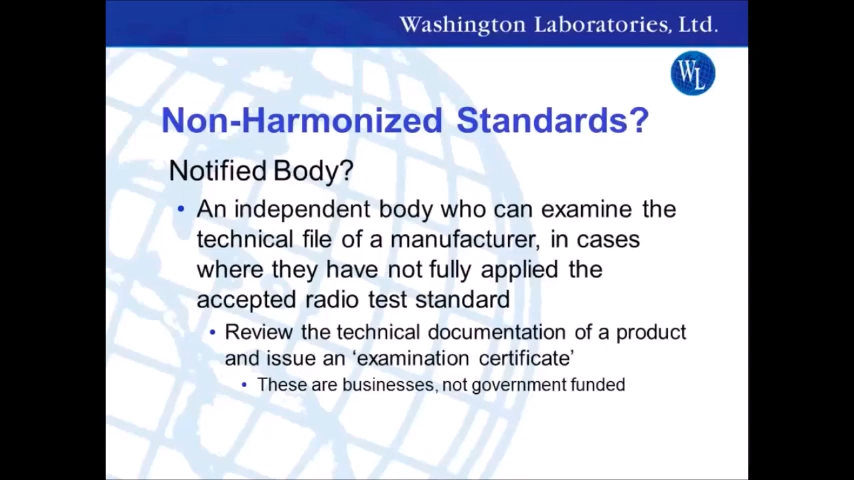 Washington Laboratories, Ltd.
WL
Non-Harmonized Standards?
Notified Body?
• An independent body who can examine the
technical file of a manufacturer, in cases
where they have not fully applied the
accepted radio test standard
• Review the technical documentation of a product
and issue an ‘examination certificate’
• These are businesses, not government funded